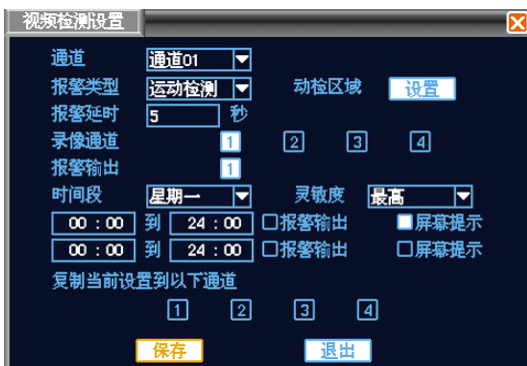 视频检测设置
通道 通道01
报警类型 运动检测 动检区域 设置
报警延时 5 秒
录像通道 1 2 3 4
报警输出 1
时间段 星期一 灵敏度 最高
00 : 00 到 24 : 00 报警输出 屏幕提示
00 : 00 到 24 : 00 报警输出 屏幕提示
复制当前设置到以下通道
1 2 3 4
保存 退出